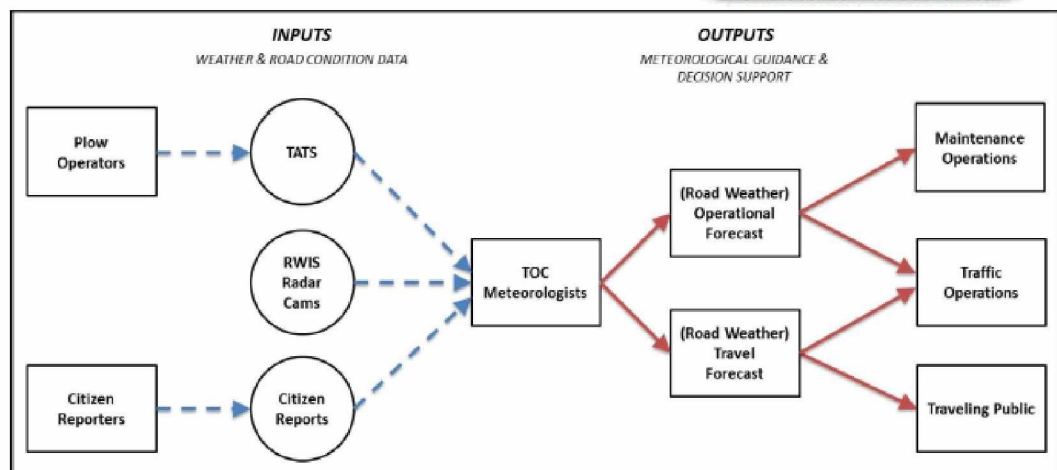 INPUTS
WEATHER & ROAD CONDITION DATA
OUTPUTS
METEOROLOGICAL GUIDANCE &
DECISION SUPPORT
Plow
Operators
TATS
RWIS
Radar
Cams
Citizen
Reporters
Citizen
Reports
TOC
Meteorologists
(Road Weather)
Operational
Forecast
(Road Weather)
Travel
Forecast
Maintenance
Operations
Traffic
Operations
Traveling Public